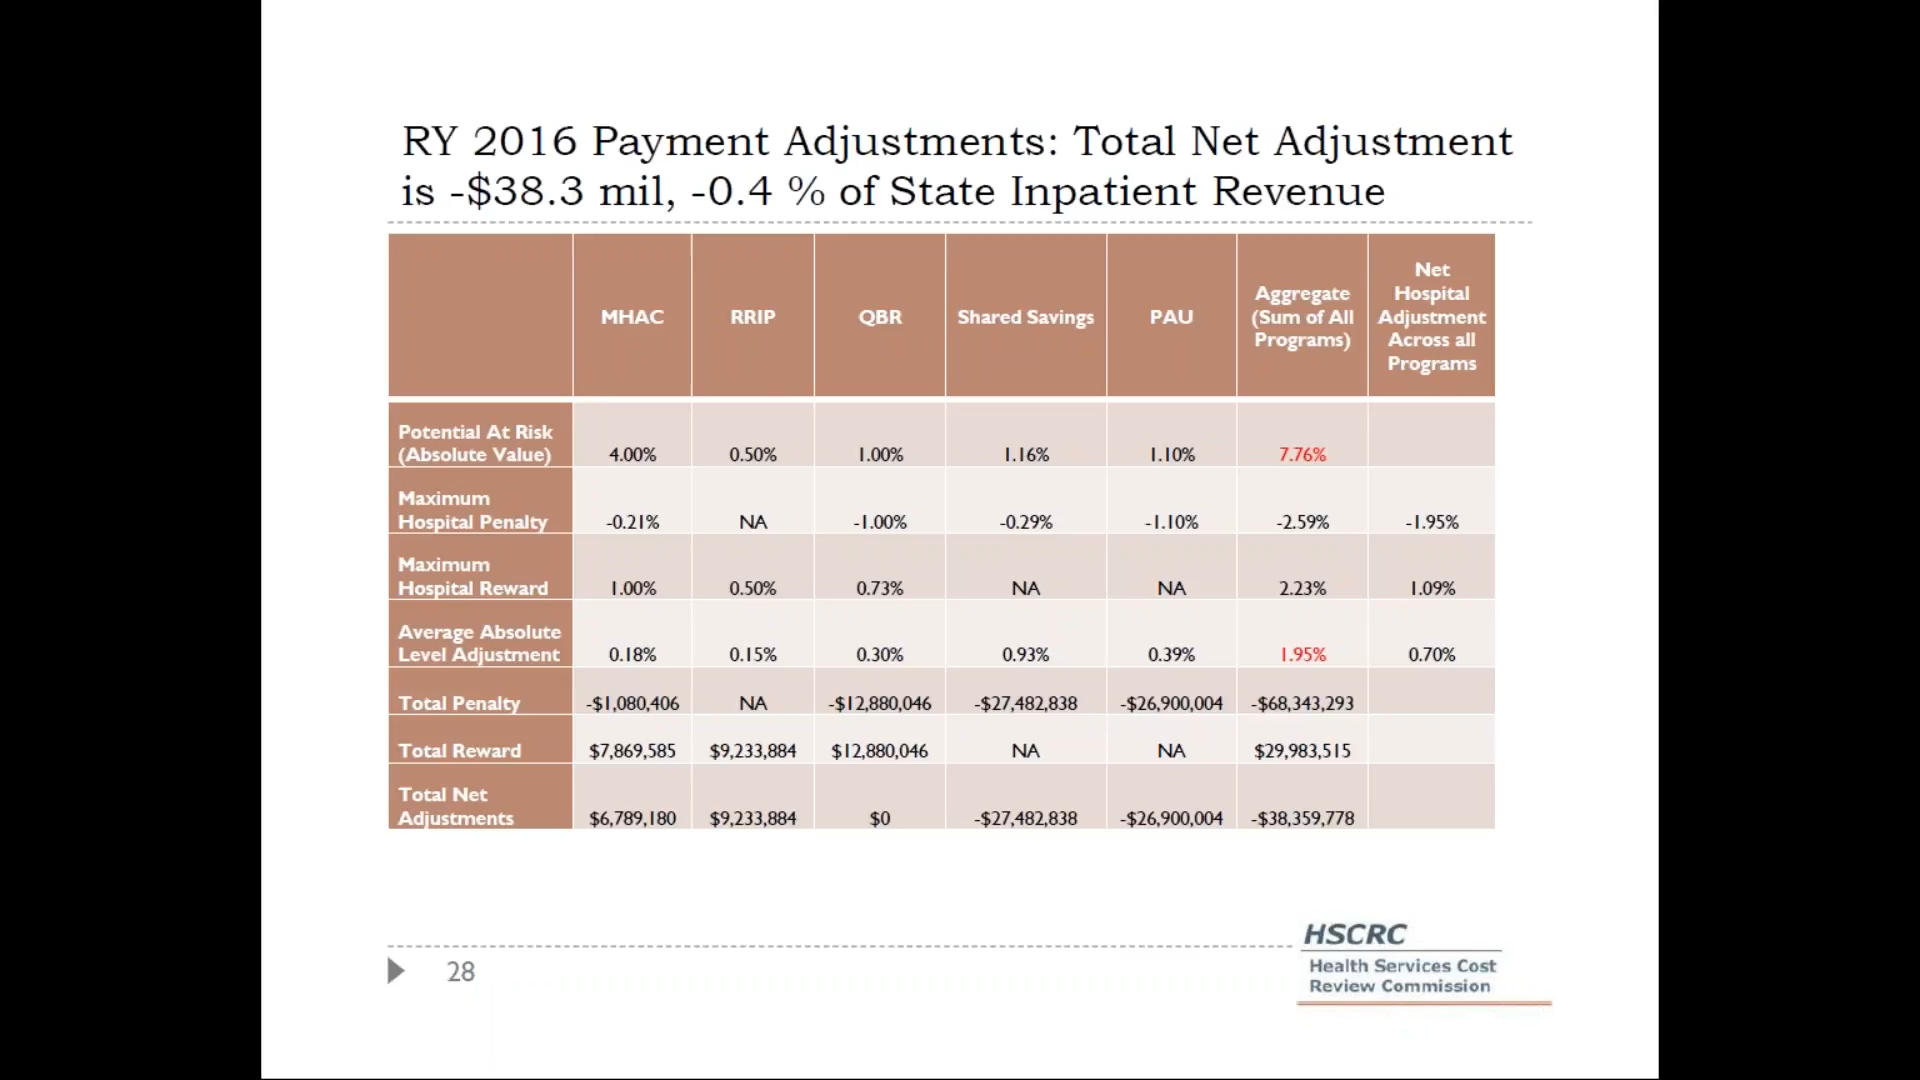 RY 2016 Payment Adjustments: Total Net Adjustment
is -$38.3 mil, -0.4 % of State Inpatient Revenue
MHAC RRIP QBR Shared Savings PAU Aggregate (Sum of All Programs) Net Hospital Adjustment Across all Programs
Potential At Risk (Absolute Value) 4.00% 0.50% 1.00% 1.16% 1.10% 7.76%
Maximum Hospital Penalty -0.21% NA -1.00% -0.29% -1.10% -2.59% -1.95%
Maximum Hospital Reward 1.00% 0.50% 0.73% NA NA 2.23% 1.09%
Average Absolute Level Adjustment 0.18% 0.15% 0.30% 0.93% 0.39% 1.95% 0.70%
Total Penalty -$1,080,406 NA -$12,880,046 -$27,482,838 -$26,900,004 -$68,343,293
Total Reward $7,869,585 $9,233,884 $12,880,046 NA NA $29,983,515
Total Net Adjustments $6,789,180 $9,233,884 $0 -$27,482,838 -$26,900,004 -$38,359,778
28
HSCRC
Health Services Cost
Review Commission